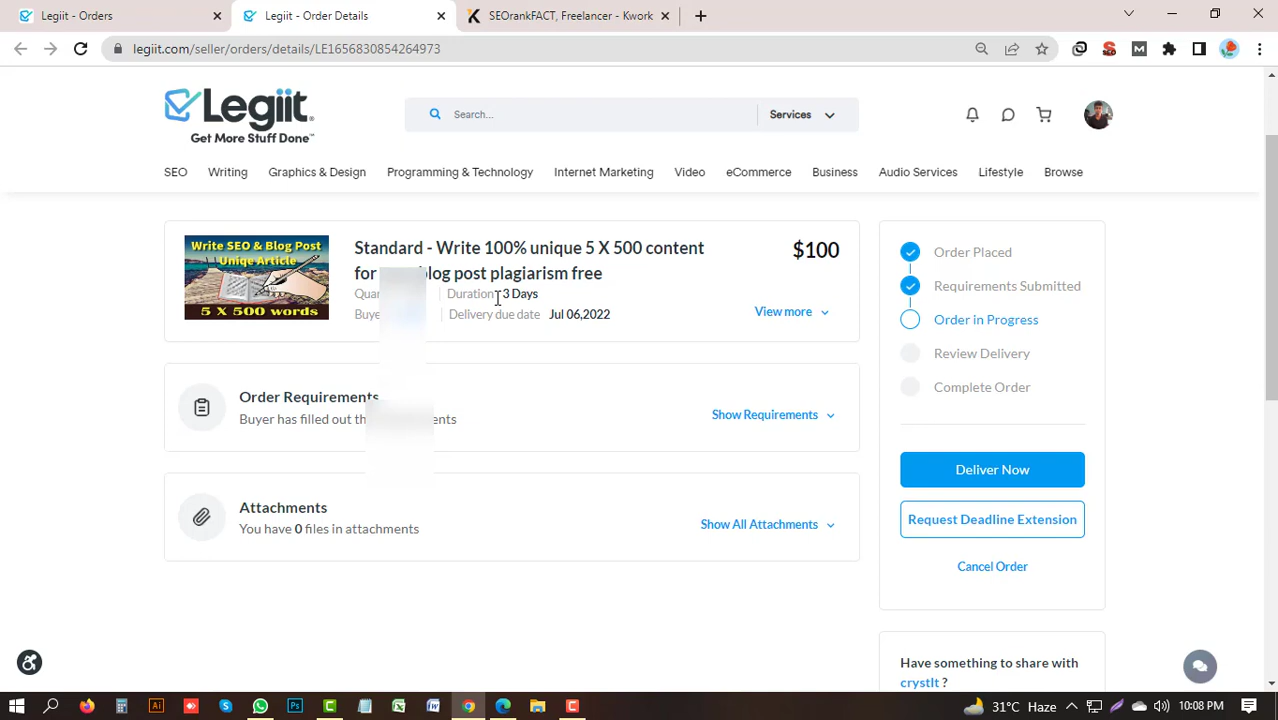 Legiit - Orders
Legiit - Order Details
SEOrankFACT, Freelancer - Kwork
legiit.com/seller/orders/details/LE1656830854264973
Legiit
Get More Stuff Done™
Search...
Services
SEO Writing Graphics & Design Programming & Technology Internet Marketing Video eCommerce Business Audio Services Lifestyle Browse
Write SEO & Blog Post
Uniqe Article
5 X 500 words
Standard - Write 100% unique 5 X 500 content
for blog post plagiarism free
$100
Duration 3 Days
Delivery due date Jul 06,2022
View more
Order Requirements
Buyer has filled out
Show Requirements
Attachments
You have 0 files in attachments
Show All Attachments
Order Placed
Requirements Submitted
Order in Progress
Review Delivery
Complete Order
Deliver Now
Request Deadline Extension
Cancel Order
Have something to share with
crystlt ?
31°C Haze
10:08 PM